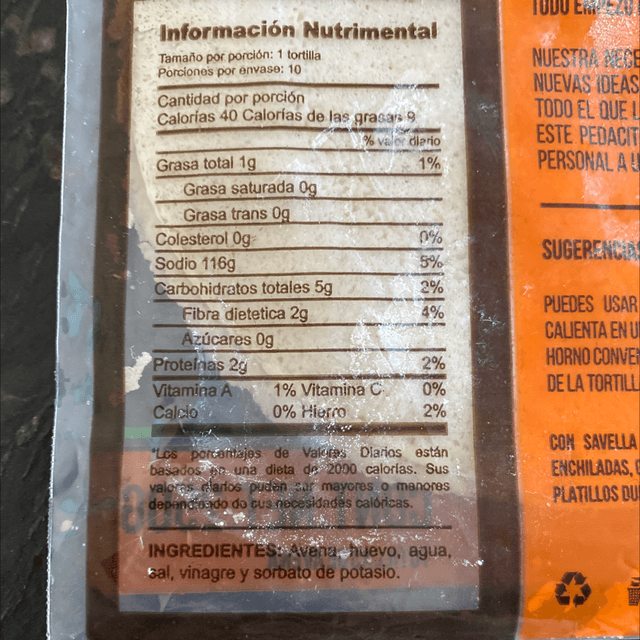 Información Nutrimental
Tamaño por porción: 1 tortilla
Porciones por envase: 10
Cantidad por porción
Calorías 40 Calorías de las grasas 9
% valor diario
Grasa total 1g 1%
Grasa saturada 0g
Grasa trans 0g
Colesterol 0g 0%
Sodio 116g 5%
Carbohidratos totales 5g 2%
Fibra dietetica 2g 4%
Azúcares 0g
Proteínas 2g 2%
Vitamina A 1% Vitamina C 0%
Calcio 0% Hierro 2%
*Los porcentajes de Valores Diarios están
basados en una dieta de 2000 calorías. Sus
valores diarios puden ser mayores o menores
dependiendo do sus necesidades calóricas.
INGREDIENTES: Avena, huevo, agua,
sal, vinagre y sorbato de potasio.
TODO EMPEZÓ
NUESTRA NECE
NUEVAS IDEAS
TODO EL QUE L
ESTE PEDACIT
PERSONAL A U
SUGERENCIAS
PUEDES USAR
CALIENTA EN U
HORNO CONVE
DE LA TORTILL
CON SAVELLA
ENCHILADAS,
PLATILLOS DU